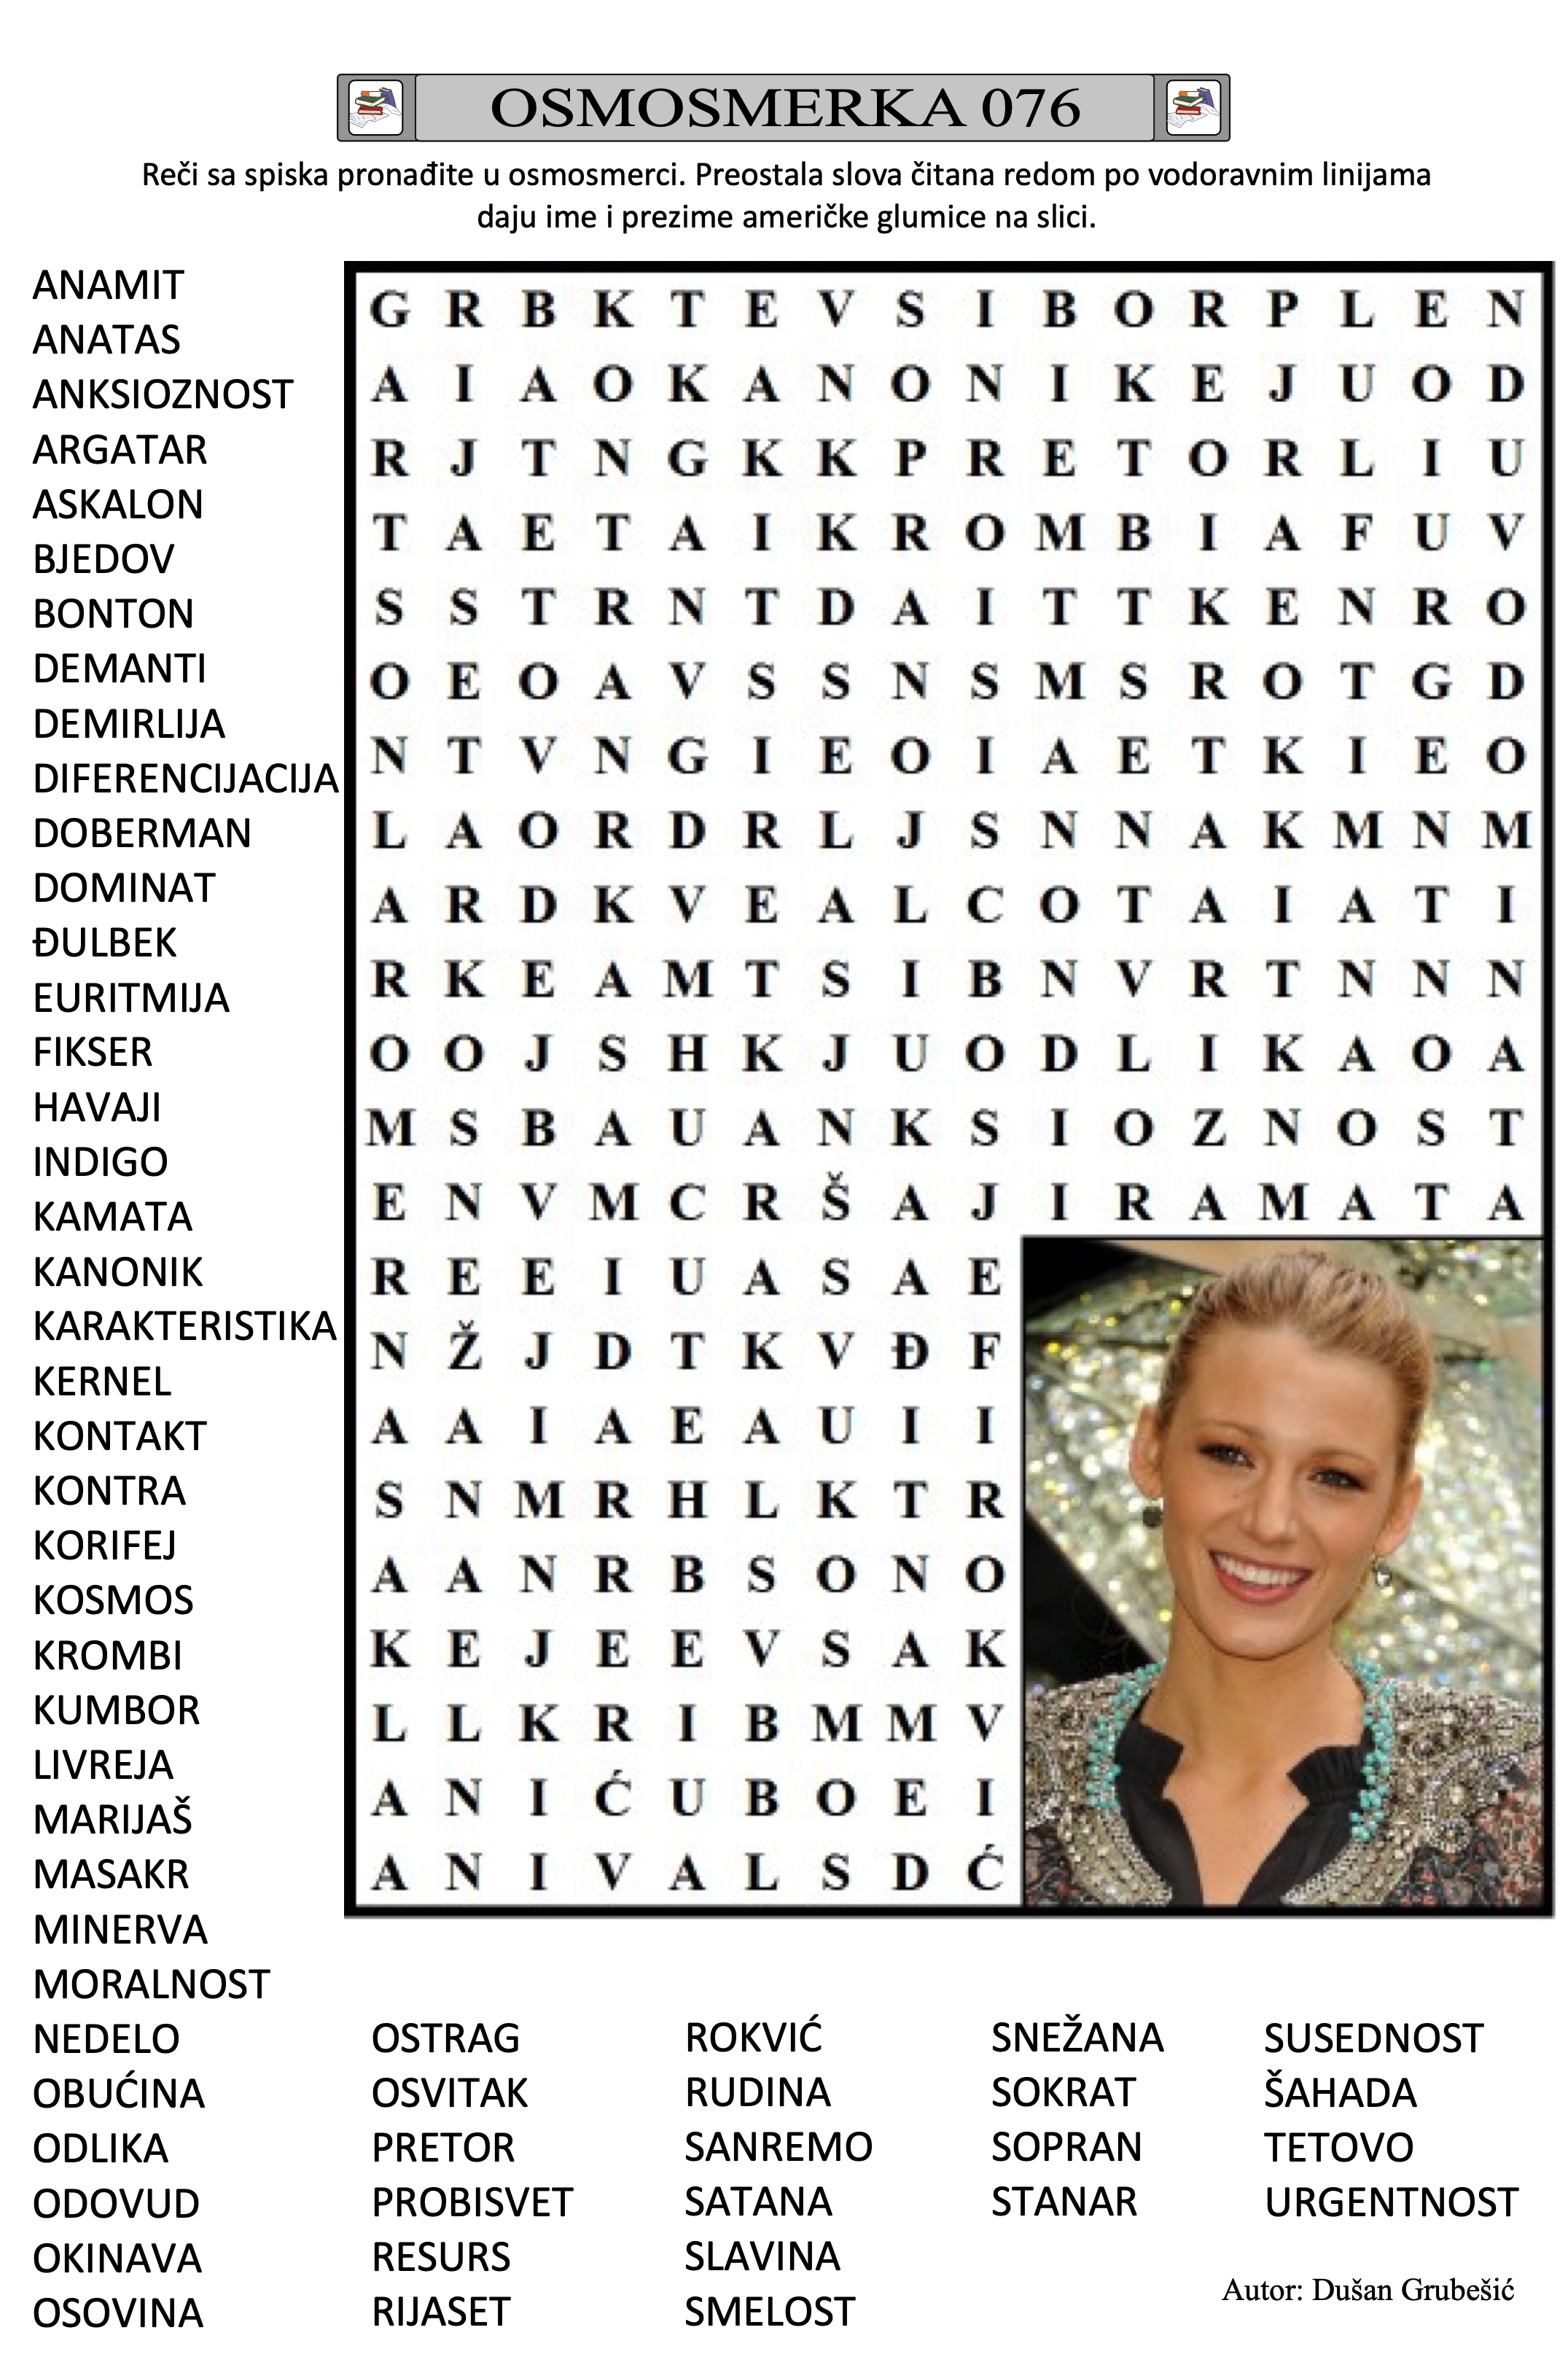 OSMOSMERKA 076
Reči sa spiska pronađite u osmosmerci. Preostala slova čitana redom po vodoravnim linijama
daju ime i prezime američke glumice na slici.
ANAMIT
ANATAS
ANKSIOZNOST
ARGATAR
ASKALON
BJEDOV
BONTON
DEMANTI
DEMIRLIJA
DIFERENCIJACIJA
DOBERMAN
DOMINAT
ĐULBEK
EURITMIJA
FIKSER
HAVAJI
INDIGO
KAMATA
KANONIK
KARAKTERISTIKA
KERNEL
KONTAKT
KONTRA
KORIFEJ
KOSMOS
KROMBI
KUMBOR
LIVREJA
MARIJAŠ
MASAKR
MINERVA
MORALNOST
NEDELO
OBUĆINA
ODLIKA
ODOVUD
OKINAVA
OSOVINA
G R B K T E V S I B O R P L E N
A I A O K A N O N I K E J U O D
R J T N G K K P R E T O R L I U
T A E T A I K R O M B I A F U V
S S T R N T D A I T T K E N R O
O E O A V S S N S M S R O T G D
N T V N G I E O I A E T K I E O
L A O R D R L J S N N A K M N M
A R D K V E A L C O T A I A T I
R K E A M T S I B N V R T N N N
O O J S H K J U O D L I K A O A
M S B A U A N K S I O Z N O S T
E N V M C R Š A J I R A M A T A
R E E I U A S A E
N Ž J D T K V Đ F
A A I A E A U I I
S N M R H L K T R
A A N R B S O N O
K E J E E V S A K
L L K R I B M M V
A N I Ć U B O E I
A N I V A L S D Ć
OSTRAG
OSVITAK
PRETOR
PROBISVET
RESURS
RIJASET
ROKVIĆ
RUDINA
SANREMO
SATANA
SLAVINA
SMELOST
SNEŽANA
SOKRAT
SOPRAN
STANAR
SUSEDNOST
ŠAHADA
TETOVO
URGENTNOST
Autor: Dušan Grubešić